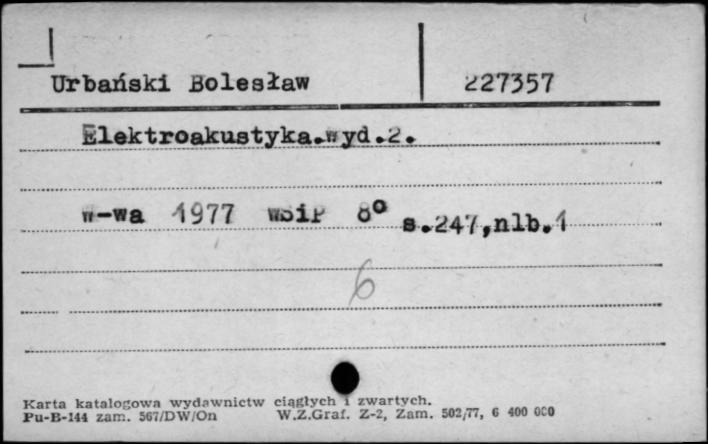 Urbański Bolesław 227357
Elektroakustyka.wyd.2.
w-wa 1977 WSiP 8° s.247,nlb.1
6
Karta katalogowa wydawnictw ciągłych i zwartych.
Pu-B-144 zam. 567/DW/On W.Z.Graf. Z-2, Zam. 502/77, 6 400 000